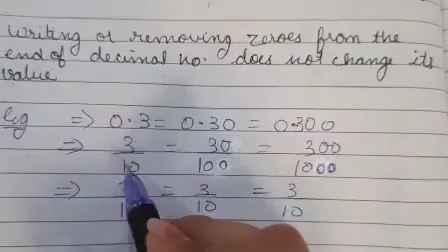 Writing or removing zeroes from the
end of decimal no. does not change its
value
eg ⇒ 0.3 = 0.30 = 0.300
⇒ 3/10 = 30/100 = 300/1000
⇒ = 3/10 = 3/10